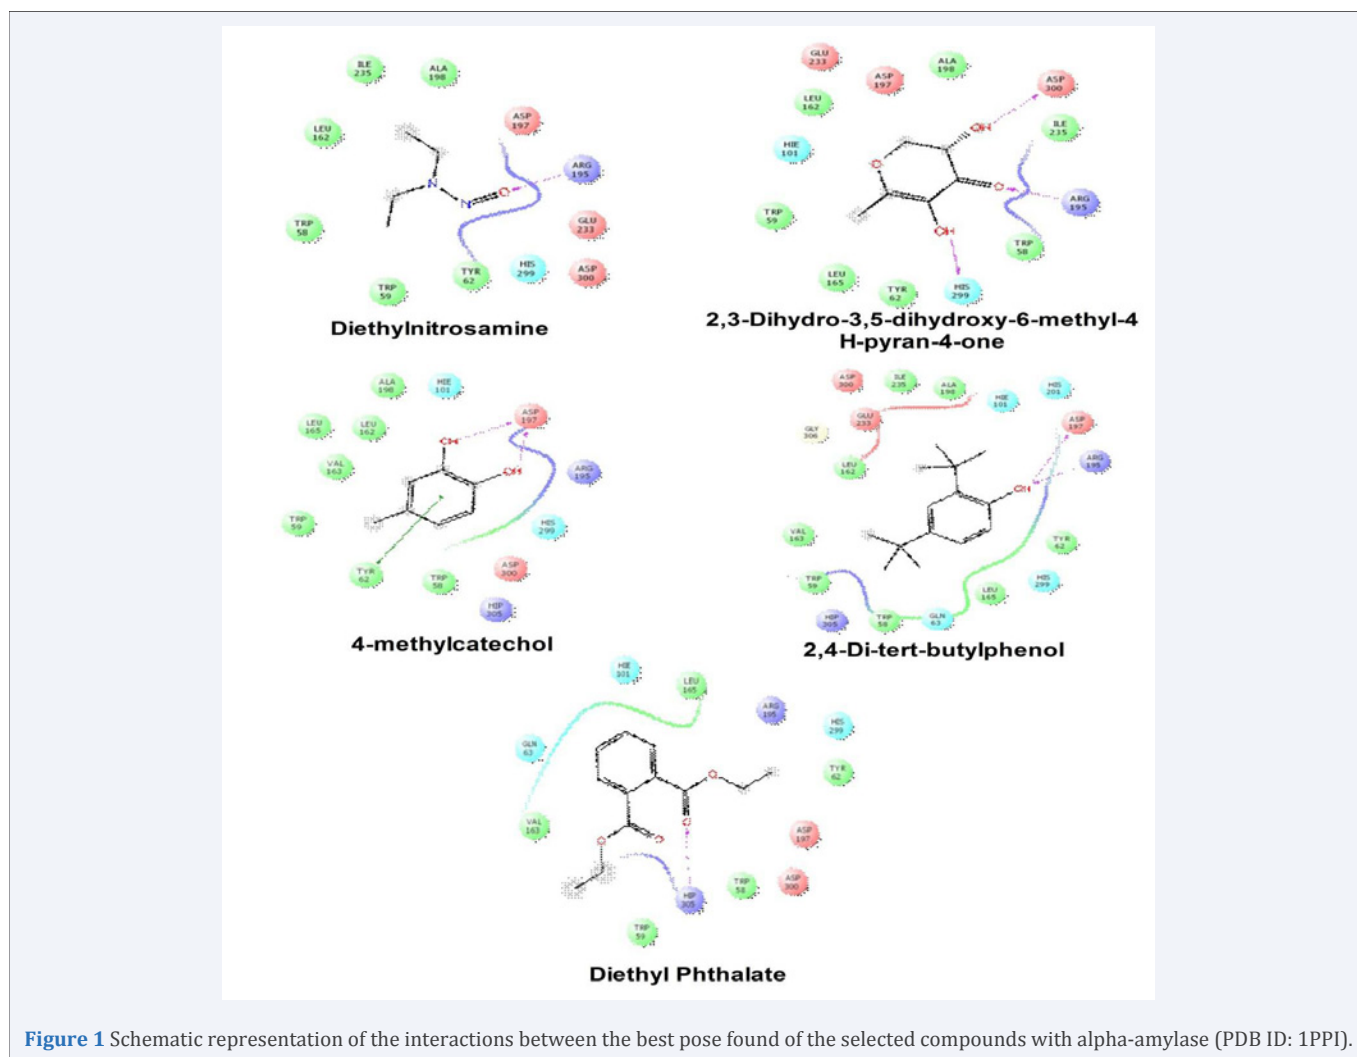 ILE
235
ALA
198
LEU
162
ASP
197
ARG
195
N
N
O
GLU
233
TRP
58
TYR
62
HIS
299
ASP
300
TRP
59
Diethylnitrosamine
GLU
233
ASP
197
ALA
198
ASP
300
LEU
162
OH
ILE
235
HIE
101
O
O
ARG
195
TRP
59
OH
TRP
58
LEU
165
TYR
62
HIS
299
2,3-Dihydro-3,5-dihydroxy-6-methyl-4
H-pyran-4-one
ALA
198
HIE
101
LEU
165
LEU
162
ASP
197
OH
VAL
163
OH
ARG
195
TRP
59
HIS
299
TYR
62
TRP
58
ASP
300
HIP
305
4-methylcatechol
ASP
300
ILE
235
ALA
198
HIE
101
HIS
201
GLU
233
ASP
197
GLY
306
LEU
162
ARG
195
OH
VAL
163
TYR
62
TRP
59
LEU
165
HIS
299
HIP
305
TRP
58
GLN
63
2,4-Di-tert-butylphenol
HIE
101
LEU
165
ARG
195
HIS
299
GLN
63
O
TYR
62
VAL
163
O
O
O
ASP
197
TRP
58
ASP
300
HIP
305
TRP
59
Diethyl Phthalate
Figure 1 Schematic representation of the interactions between the best pose found of the selected compounds with alpha-amylase (PDB ID: 1PPI).